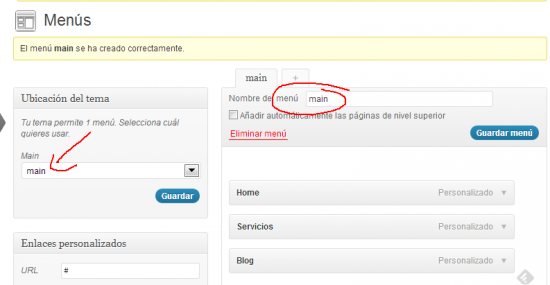 Menús
El menú main se ha creado correctamente.
Ubicación del tema
Tu tema permite 1 menú. Selecciona cuál
quieres usar.
Main
main
Guardar
Enlaces personalizados
URL #
main +
Nombre de menú main
Añadir automáticamente las páginas de nivel superior
Eliminar menú Guardar menú
Home Personalizado
Servicios Personalizado
Blog Personalizado